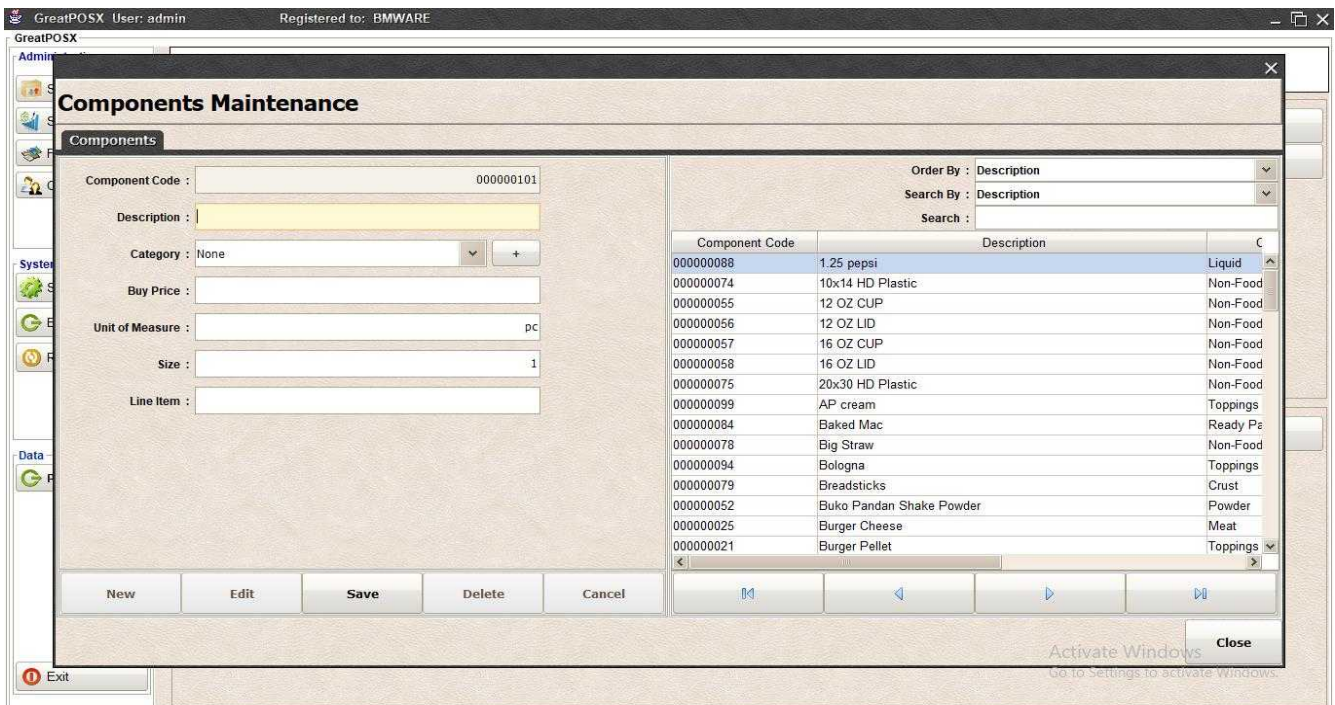 GreatPOSX User: admin Registered to: BMWARE
GreatPOSX
Components Maintenance
Components
Component Code : 000000101
Description :
Category : None +
Buy Price :
Unit of Measure : pc
Size : 1
Line Item :
New Edit Save Delete Cancel
Order By : Description
Search By : Description
Search :
Component Code Description C
000000088 1.25 pepsi Liquid
000000074 10x14 HD Plastic Non-Food
000000055 12 OZ CUP Non-Food
000000056 12 OZ LID Non-Food
000000057 16 OZ CUP Non-Food
000000058 16 OZ LID Non-Food
000000075 20x30 HD Plastic Non-Food
000000099 AP cream Toppings
000000084 Baked Mac Ready Pa
000000078 Big Straw Non-Food
000000094 Bologna Toppings
000000079 Breadsticks Crust
000000052 Buko Pandan Shake Powder Powder
000000025 Burger Cheese Meat
000000021 Burger Pellet Toppings
Close
Data
Exit
Activate Windows
Go to Settings to activate Windows.